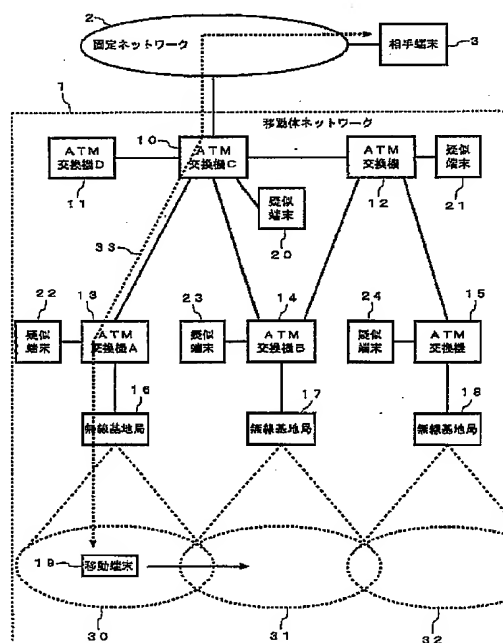 2
固定ネットワーク
相手端末
3
1
移動体ネットワーク
10
ATM
交換機D
ATM
交換機C
ATM
交換機
疑似
端末
11
12
21
疑似
端末
20
33
22
13
23
14
24
15
疑似
端末
ATM
交換機A
疑似
端末
ATM
交換機B
疑似
端末
ATM
交換機
16
17
18
無線基地局
無線基地局
無線基地局
19
移動端末
30
31
32